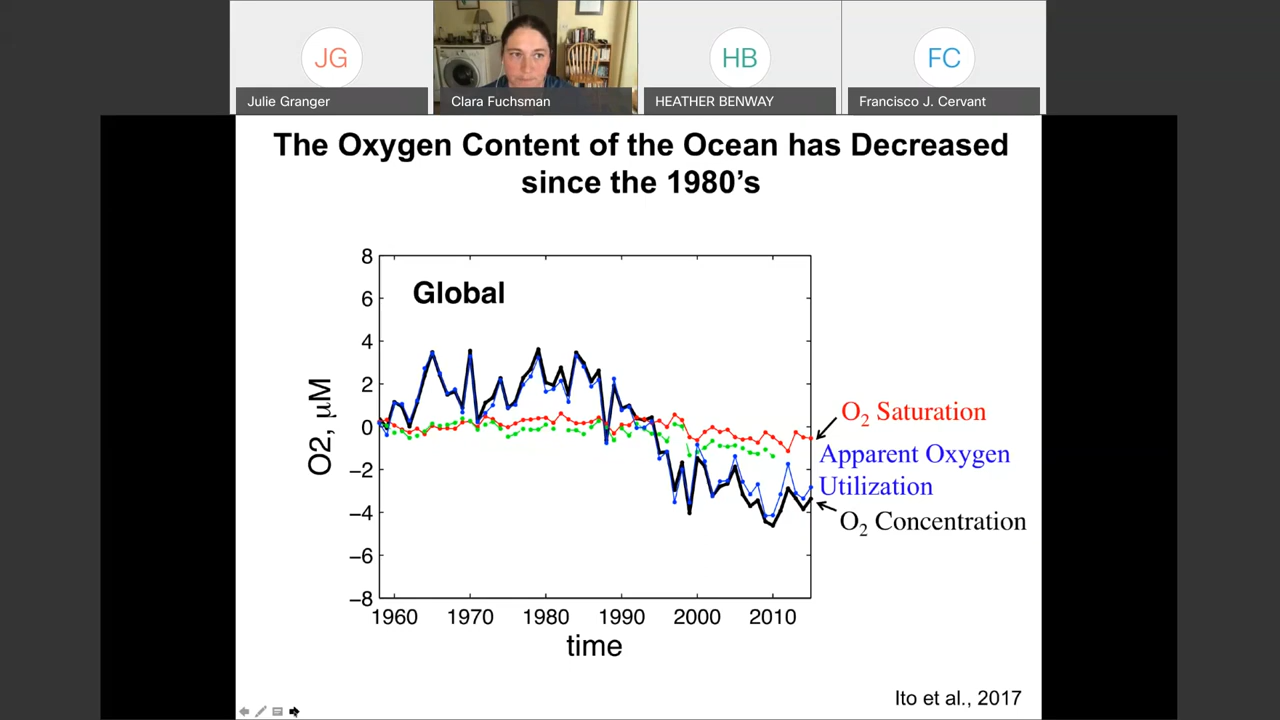 JG
HB
FC
Julie Granger
Clara Fuchsman
HEATHER BENWAY
Francisco J. Cervant
The Oxygen Content of the Ocean has Decreased
since the 1980’s
8
6
4
2
0
−2
−4
−6
−8
O2, μM
Global
O2 Saturation
Apparent Oxygen
Utilization
O2 Concentration
1960
1970
1980
1990
2000
2010
time
Ito et al., 2017